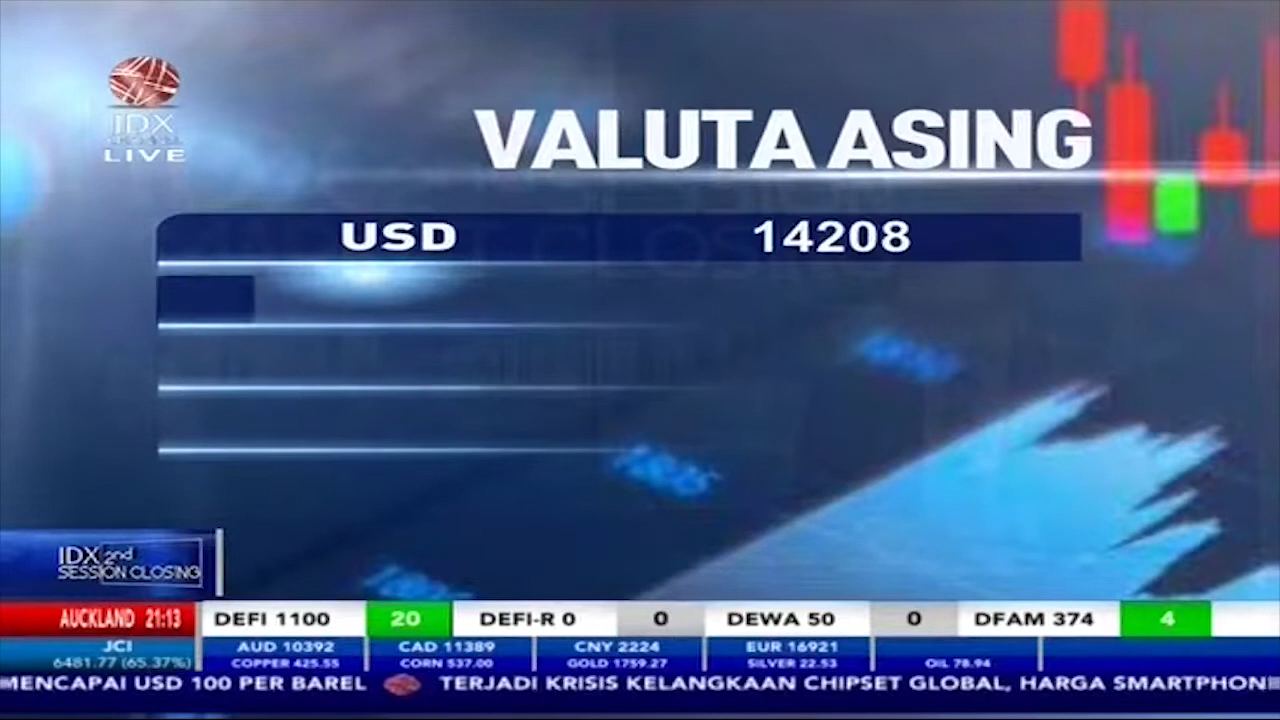 IDX
LIVE
VALUTA ASING
USD 14208
IDX 2nd
SESSION CLOSING
AUCKLAND 21:13 DEFI 1100 20 DEFI-R 0 0 DEWA 50 0 DFAM 374 4
JCI AUD 10392 CAD 11389 CNY 2224 EUR 16921
6481.77 (65.37%) COPPER 425.55 CORN 537.00 GOLD 1759.27 SILVER 22.53 OIL 78.94
MENCAPAI USD 100 PER BAREL TERJADI KRISIS KELANGKAAN CHIPSET GLOBAL, HARGA SMARTPHON